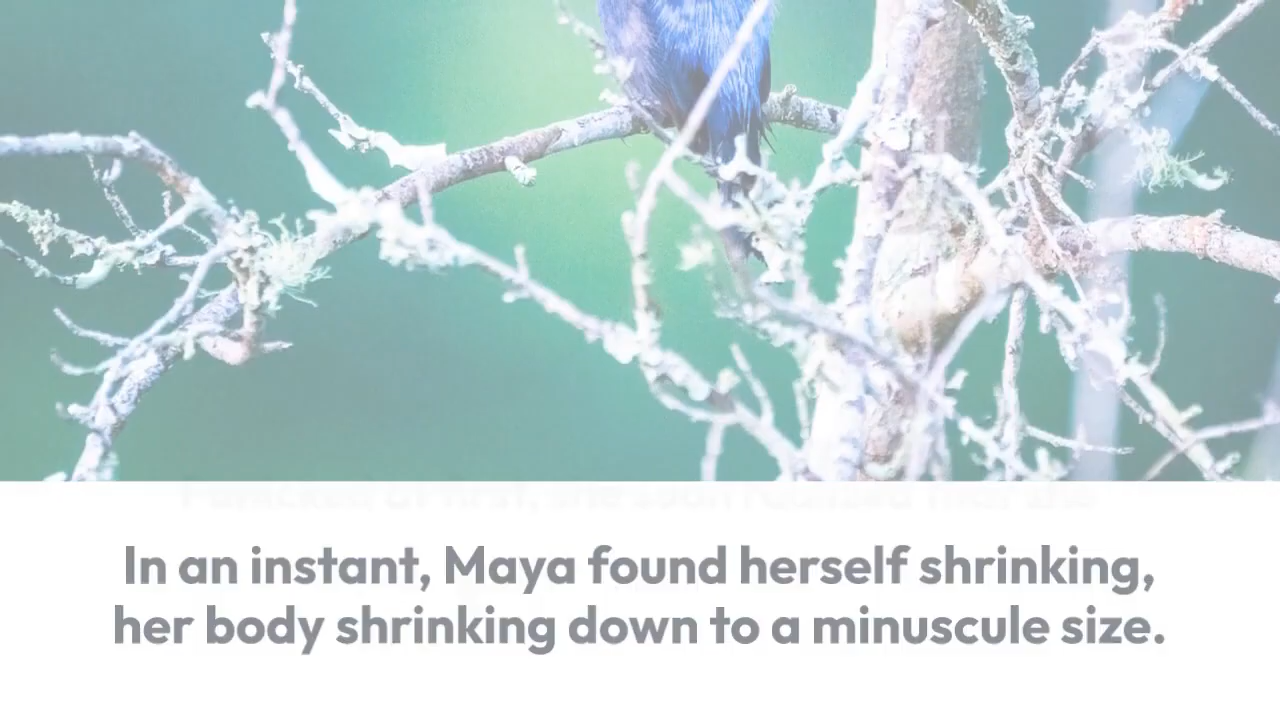 In an instant, Maya found herself shrinking,
her body shrinking down to a minuscule size.